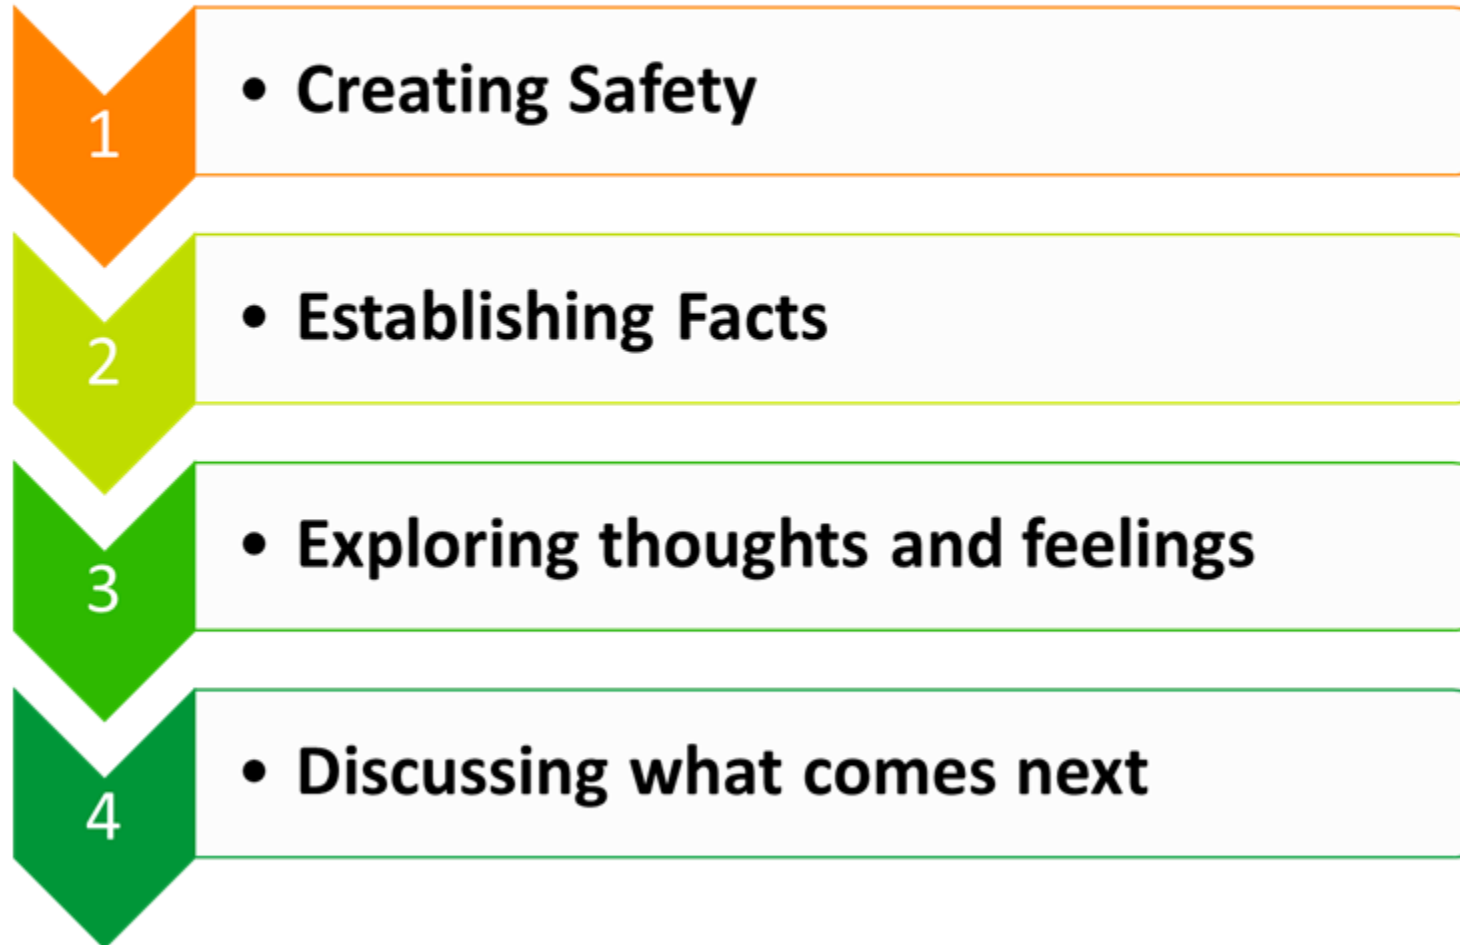 1
• Creating Safety
2
• Establishing Facts
3
• Exploring thoughts and feelings
4
• Discussing what comes next